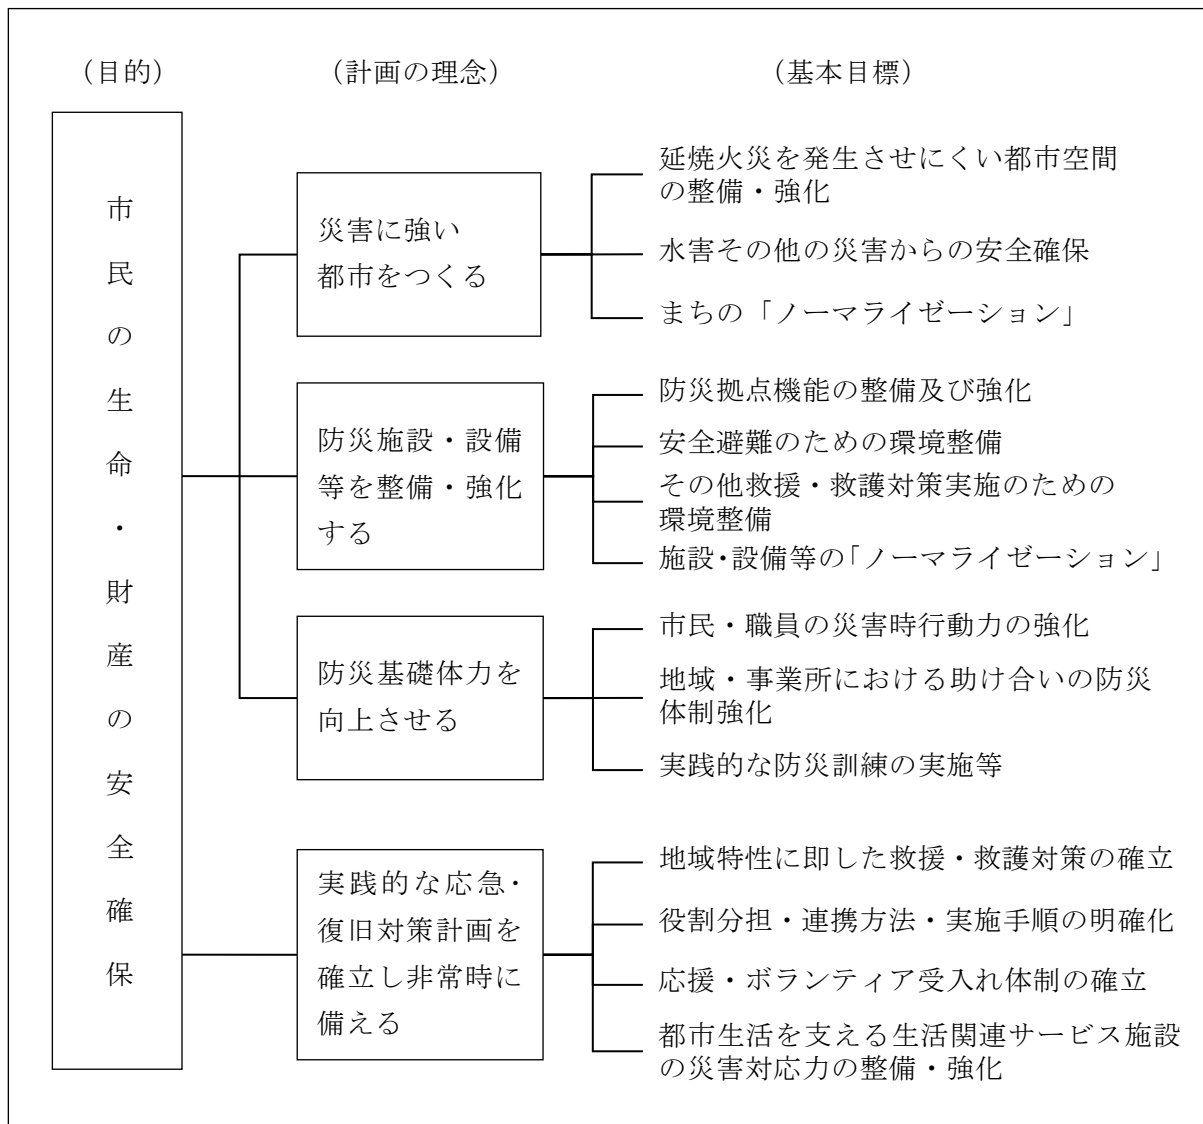 （目的）
（計画の理念）
（基本目標）
市民の生命・財産の安全確保
災害に強い
都市をつくる
延焼火災を発生させにくい都市空間
の整備・強化
水害その他の災害からの安全確保
まちの「ノーマライゼーション」
防災施設・設備
等を整備・強化
する
防災拠点機能の整備及び強化
安全避難のための環境整備
その他救援・救護対策実施のための
環境整備
施設・設備等の「ノーマライゼーション」
防災基礎体力を
向上させる
市民・職員の災害時行動力の強化
地域・事業所における助け合いの防災
体制強化
実践的な防災訓練の実施等
実践的な応急・
復旧対策計画を
確立し非常時に
備える
地域特性に即した救援・救護対策の確立
役割分担・連携方法・実施手順の明確化
応援・ボランティア受入れ体制の確立
都市生活を支える生活関連サービス施設
の災害対応力の整備・強化